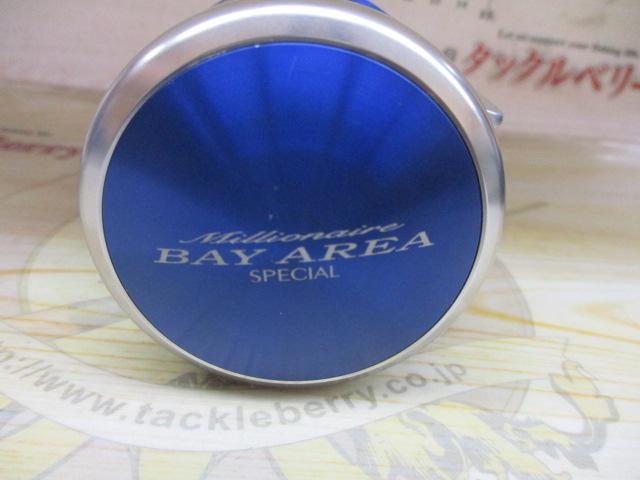 タックルベリー
Millionaire
BAY AREA
SPECIAL
http://www.tackleberry.co.jp